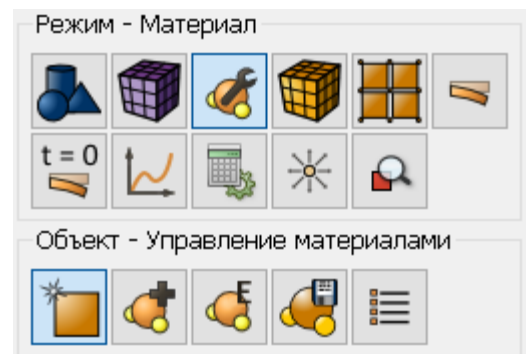 Режим - Материал
t = 0
Объект - Управление материалами
E